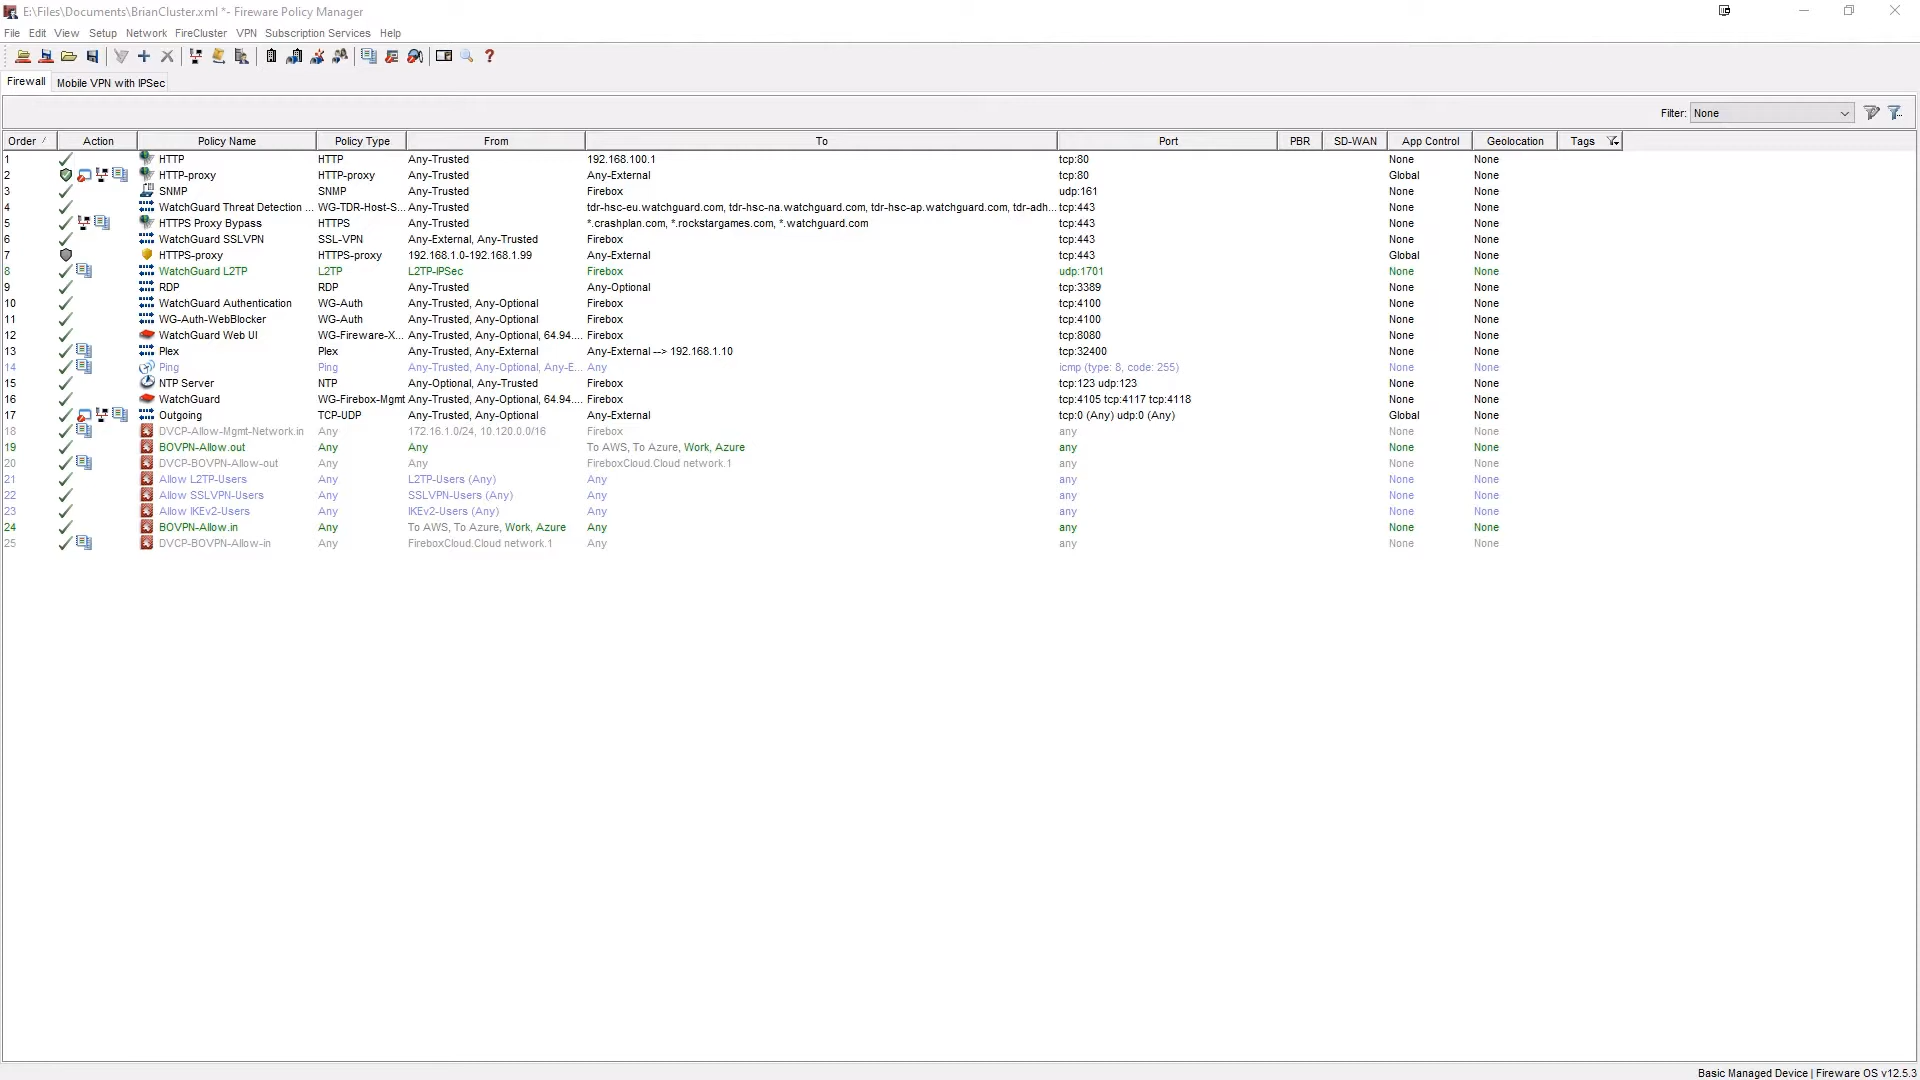 E:\Files\Documents\BrianCluster.xml *- Fireware Policy Manager
File Edit View Setup Network FireCluster VPN Subscription Services Help
Firewall Mobile VPN with IPSec
Filter: None
Order Action Policy Name Policy Type From To Port PBR SD-WAN App Control Geolocation Tags
1 HTTP HTTP Any-Trusted 192.168.100.1 tcp:80 None None
2 HTTP-proxy HTTP-proxy Any-Trusted Any-External tcp:80 Global None
3 SNMP SNMP Any-Trusted Firebox udp:161 None None
4 WatchGuard Threat Detection ... WG-TDR-Host-S... Any-Trusted tdr-hsc-eu.watchguard.com, tdr-hsc-na.watchguard.com, tdr-hsc-ap.watchguard.com, tdr-adh... tcp:443 None None
5 HTTPS Proxy Bypass HTTPS Any-Trusted *.crashplan.com, *.rockstargames.com, *.watchguard.com tcp:443 None None
6 WatchGuard SSLVPN SSL-VPN Any-External, Any-Trusted Firebox tcp:443 None None
7 HTTPS-proxy HTTPS-proxy 192.168.1.0-192.168.1.99 Any-External tcp:443 Global None
8 WatchGuard L2TP L2TP L2TP-IPSec Firebox udp:1701 None None
9 RDP RDP Any-Trusted Any-Optional tcp:3389 None None
10 WatchGuard Authentication WG-Auth Any-Trusted, Any-Optional Firebox tcp:4100 None None
11 WG-Auth-WebBlocker WG-Auth Any-Trusted, Any-Optional Firebox tcp:4100 None None
12 WatchGuard Web UI WG-Fireware-X... Any-Trusted, Any-Optional, 64.94.... Firebox tcp:8080 None None
13 Plex Plex Any-Trusted, Any-External Any-External --> 192.168.1.10 tcp:32400 None None
14 Ping Ping Any-Trusted, Any-Optional, Any-E... Any icmp (type: 8, code: 255) None None
15 NTP Server NTP Any-Optional, Any-Trusted Firebox tcp:123 udp:123 None None
16 WatchGuard WG-Firebox-Mgmt Any-Trusted, Any-Optional, 64.94.... Firebox tcp:4105 tcp:4117 tcp:4118 None None
17 Outgoing TCP-UDP Any-Trusted, Any-Optional Any-External tcp:0 (Any) udp:0 (Any) Global None
18 DVCP-Allow-Mgmt-Network.in Any 172.16.1.0/24, 10.120.0.0/16 Firebox any None None
19 BOVPN-Allow.out Any Any To AWS, To Azure, Work, Azure any None None
20 DVCP-BOVPN-Allow-out Any Any FireboxCloud.Cloud network.1 any None None
21 Allow L2TP-Users Any L2TP-Users (Any) Any any None None
22 Allow SSLVPN-Users Any SSLVPN-Users (Any) Any any None None
23 Allow IKEv2-Users Any IKEv2-Users (Any) Any any None None
24 BOVPN-Allow.in Any To AWS, To Azure, Work, Azure Any any None None
25 DVCP-BOVPN-Allow-in Any FireboxCloud.Cloud network.1 Any any None None
Basic Managed Device | Fireware OS v12.5.3